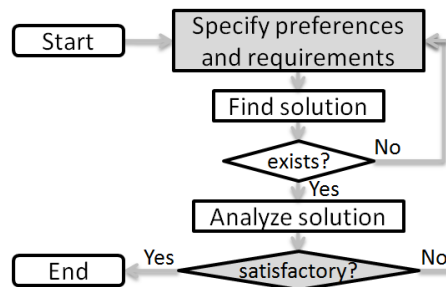 Start
Specify preferences
and requirements
Find solution
exists?
No
Yes
Analyze solution
Yes
satisfactory?
No
End